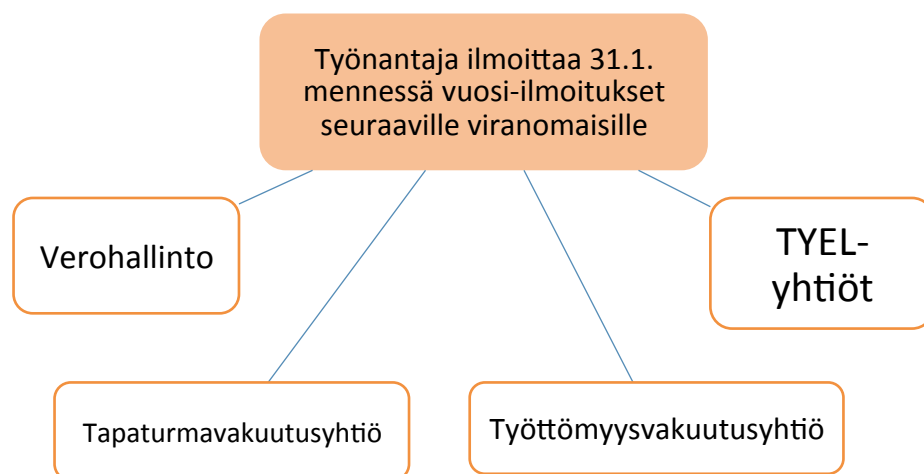 Työnantaja ilmoittaa 31.1.
mennessä vuosi-ilmoitukset
seuraaville viranomaisille
Verohallinto
TYEL-
yhtiöt
Tapaturmavakuutusyhtiö
Työttömyysvakuutusyhtiö